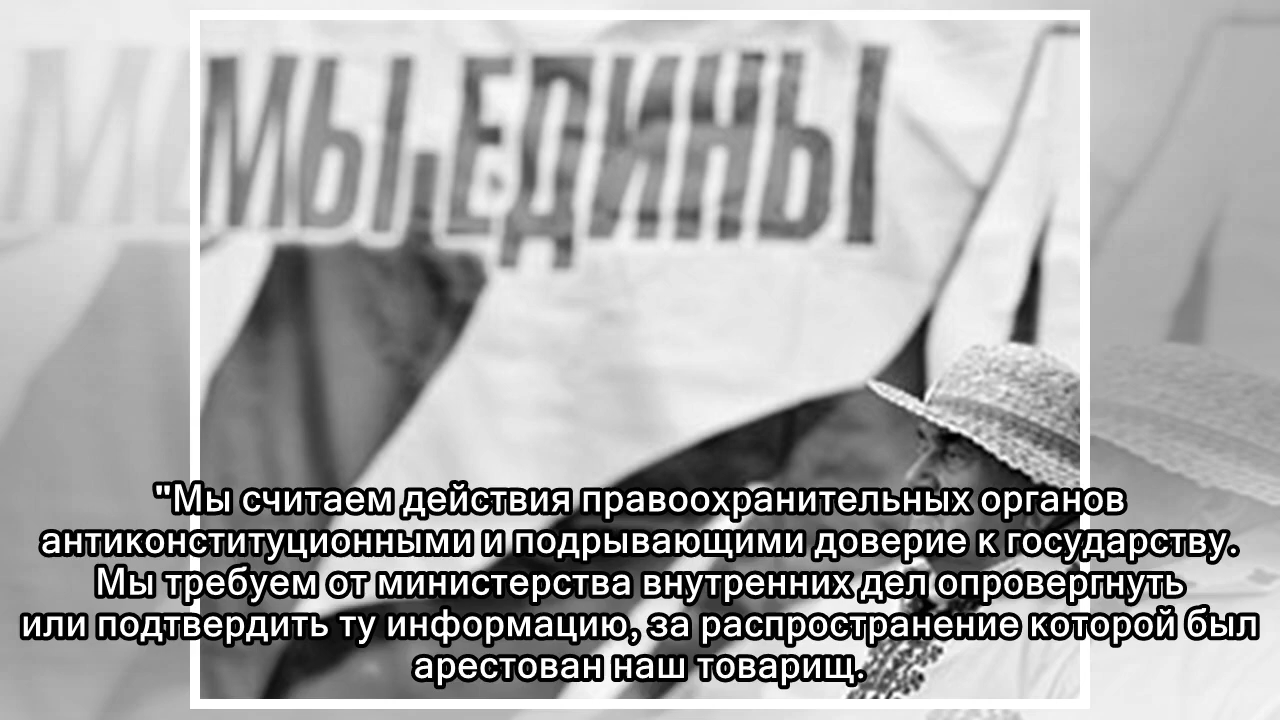 МЫ ЕДИНЫ
"Мы считаем действия правоохранительных органов
антиконституционными и подрывающими доверие к государству.
Мы требуем от министерства внутренних дел опровергнуть
или подтвердить ту информацию, за распространение которой был
арестован наш товарищ.